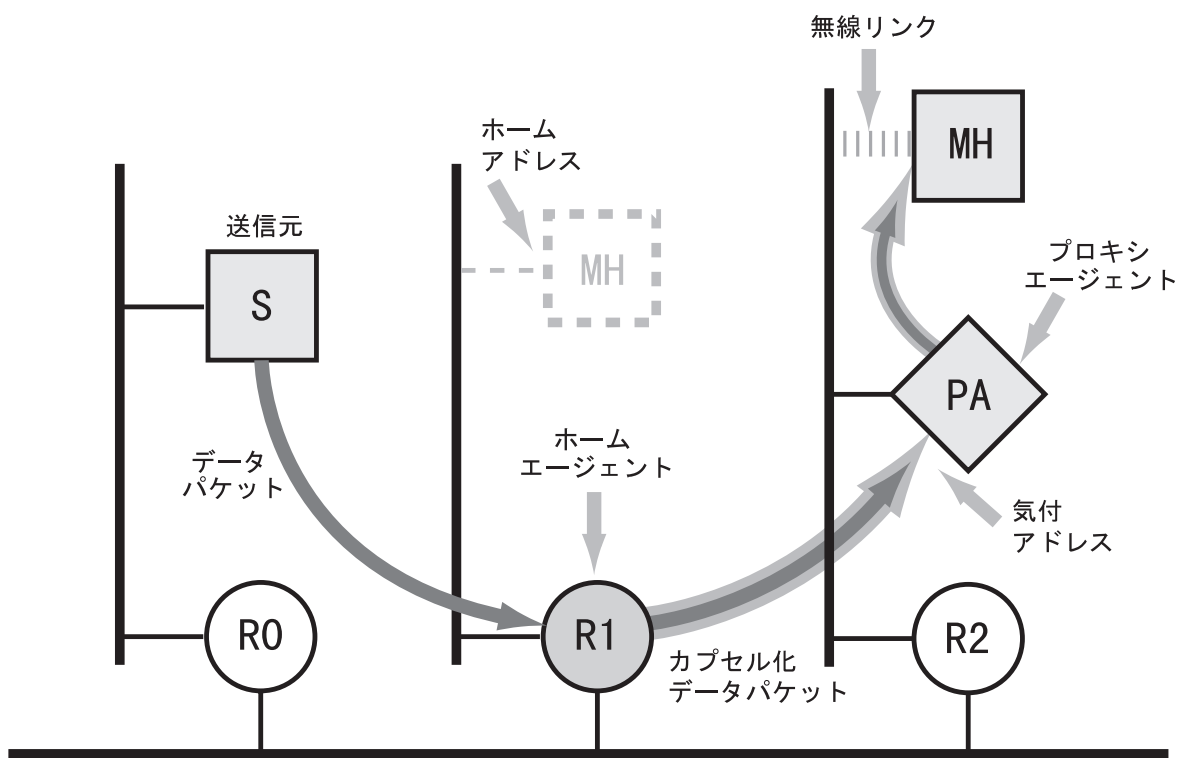 無線リンク
MH
ホーム
アドレス
送信元
MH
プロキシ
エージェント
S
PA
ホーム
エージェント
データ
パケット
気付
アドレス
R0
R1
R2
カプセル化
データパケット